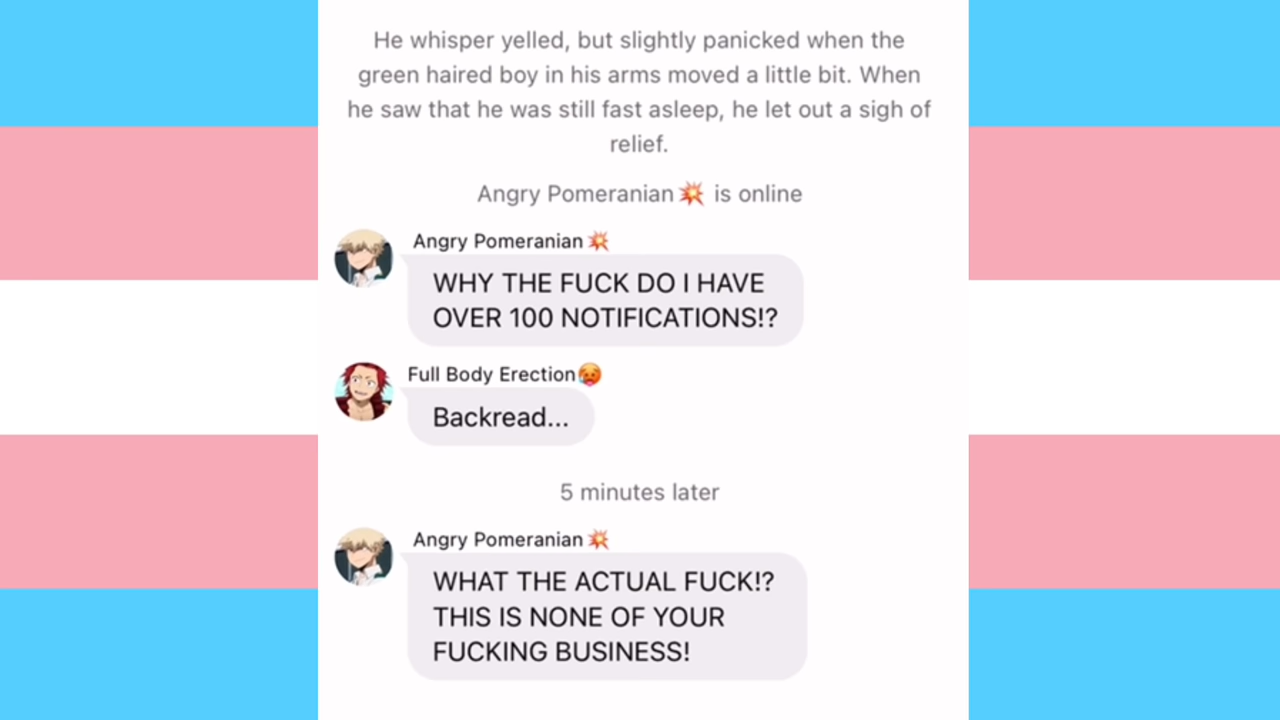 He whisper yelled, but slightly panicked when the
green haired boy in his arms moved a little bit. When
he saw that he was still fast asleep, he let out a sigh of
relief.
Angry Pomeranian💥 is online
Angry Pomeranian💥
WHY THE FUCK DO I HAVE
OVER 100 NOTIFICATIONS!?
Full Body Erection🥵
Backread...
5 minutes later
Angry Pomeranian💥
WHAT THE ACTUAL FUCK!?
THIS IS NONE OF YOUR
FUCKING BUSINESS!